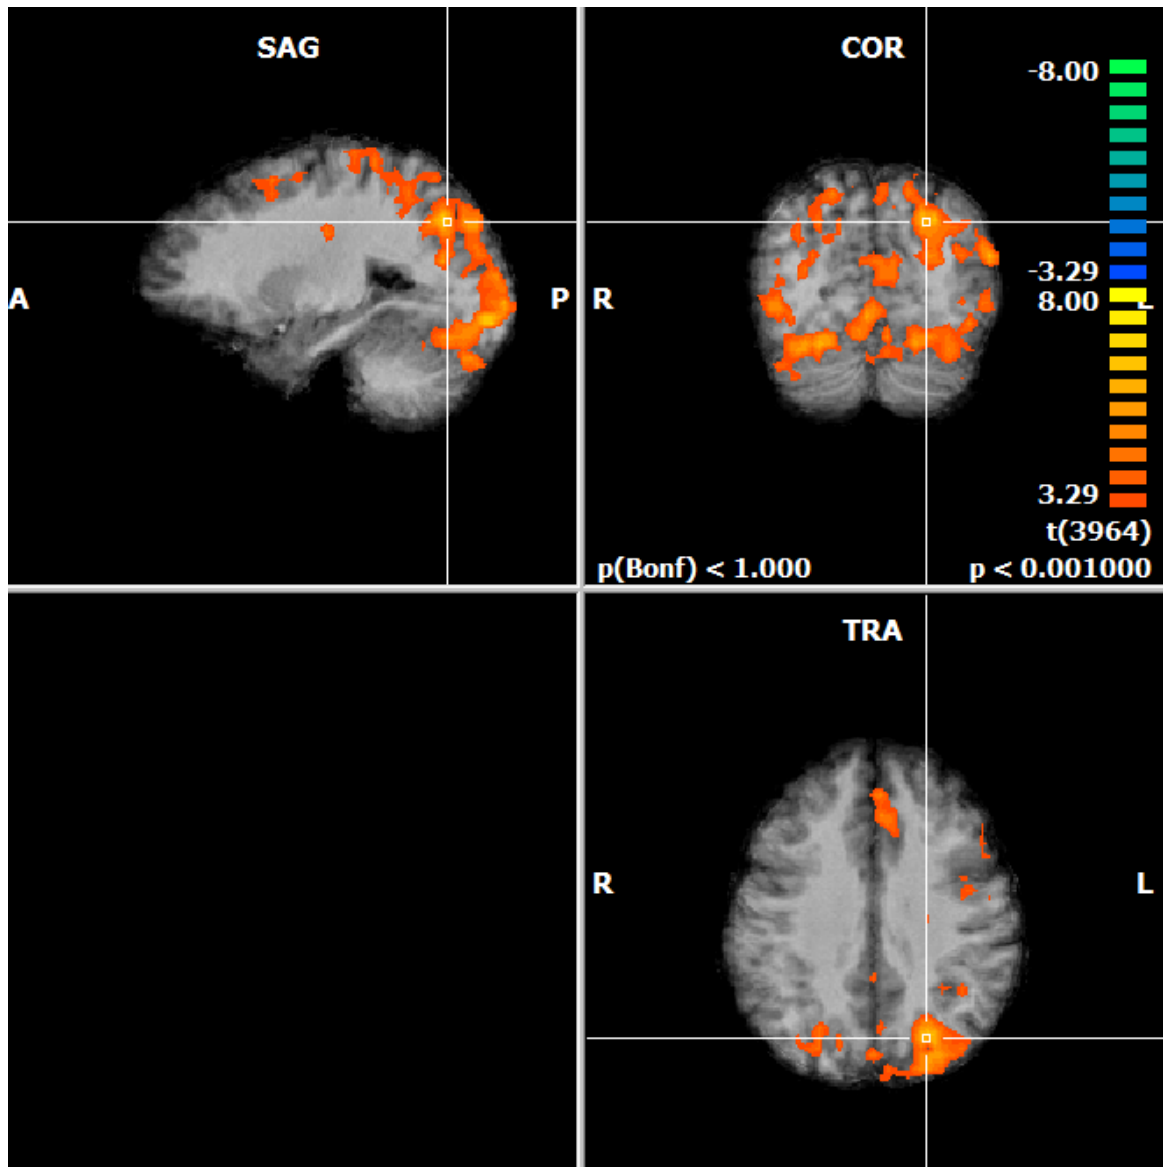 SAG
A
P
COR
-8.00
-3.29
8.00
R
L
3.29
t(3964)
p(Bonf) < 1.000
p < 0.001000
TRA
R
L